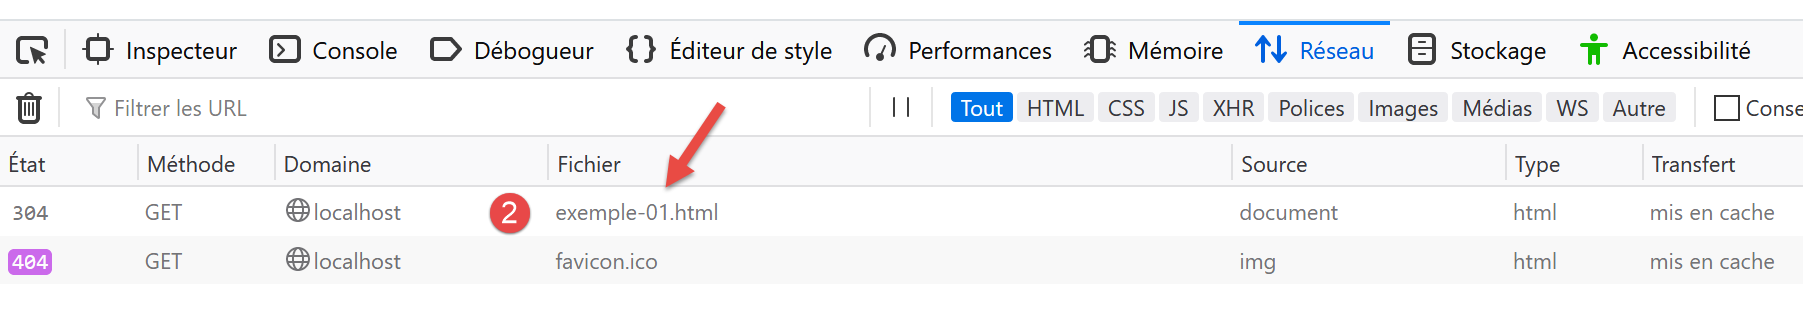 Inspecteur Console Débogueur Éditeur de style Performances Mémoire Réseau Stockage Accessibilité
Filtrer les URL Tout HTML CSS JS XHR Polices Images Médias WS Autre Conse
État Méthode Domaine Fichier Source Type Transfert
304 GET localhost 2 exemple-01.html document html mis en cache
404 GET localhost favicon.ico img html mis en cache